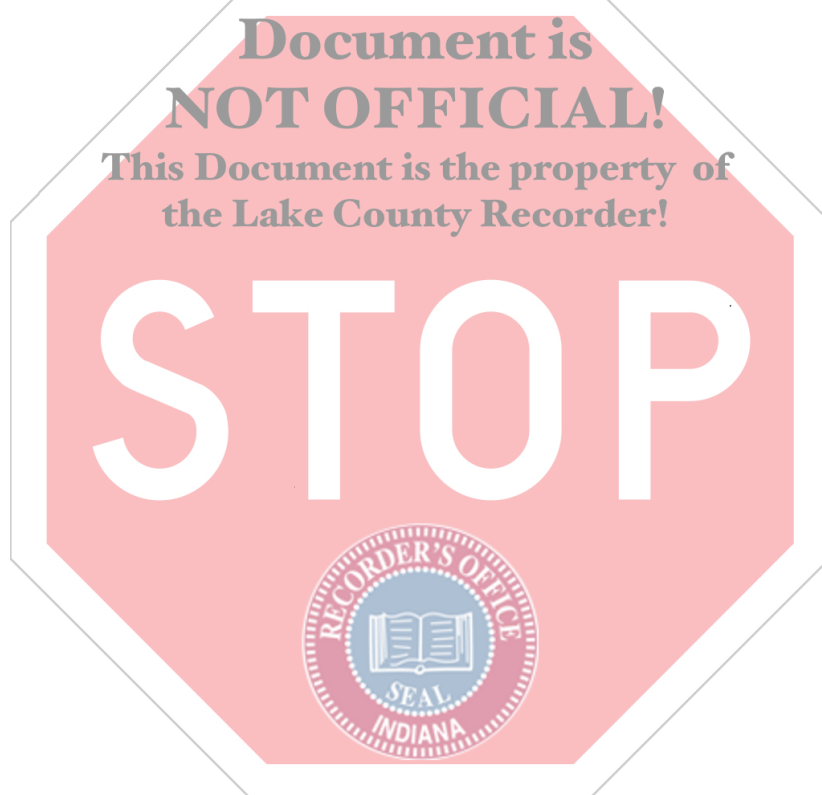 Document is
NOT OFFICIAL!
This Document is the property of
the Lake County Recorder!
STOP
RECORDER'S OFFICE
SEAL
INDIANA